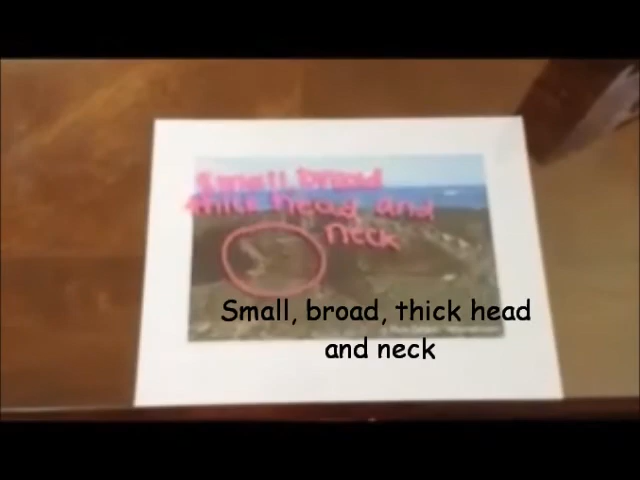 Small broad
thick head and
neck
Small, broad, thick head
and neck